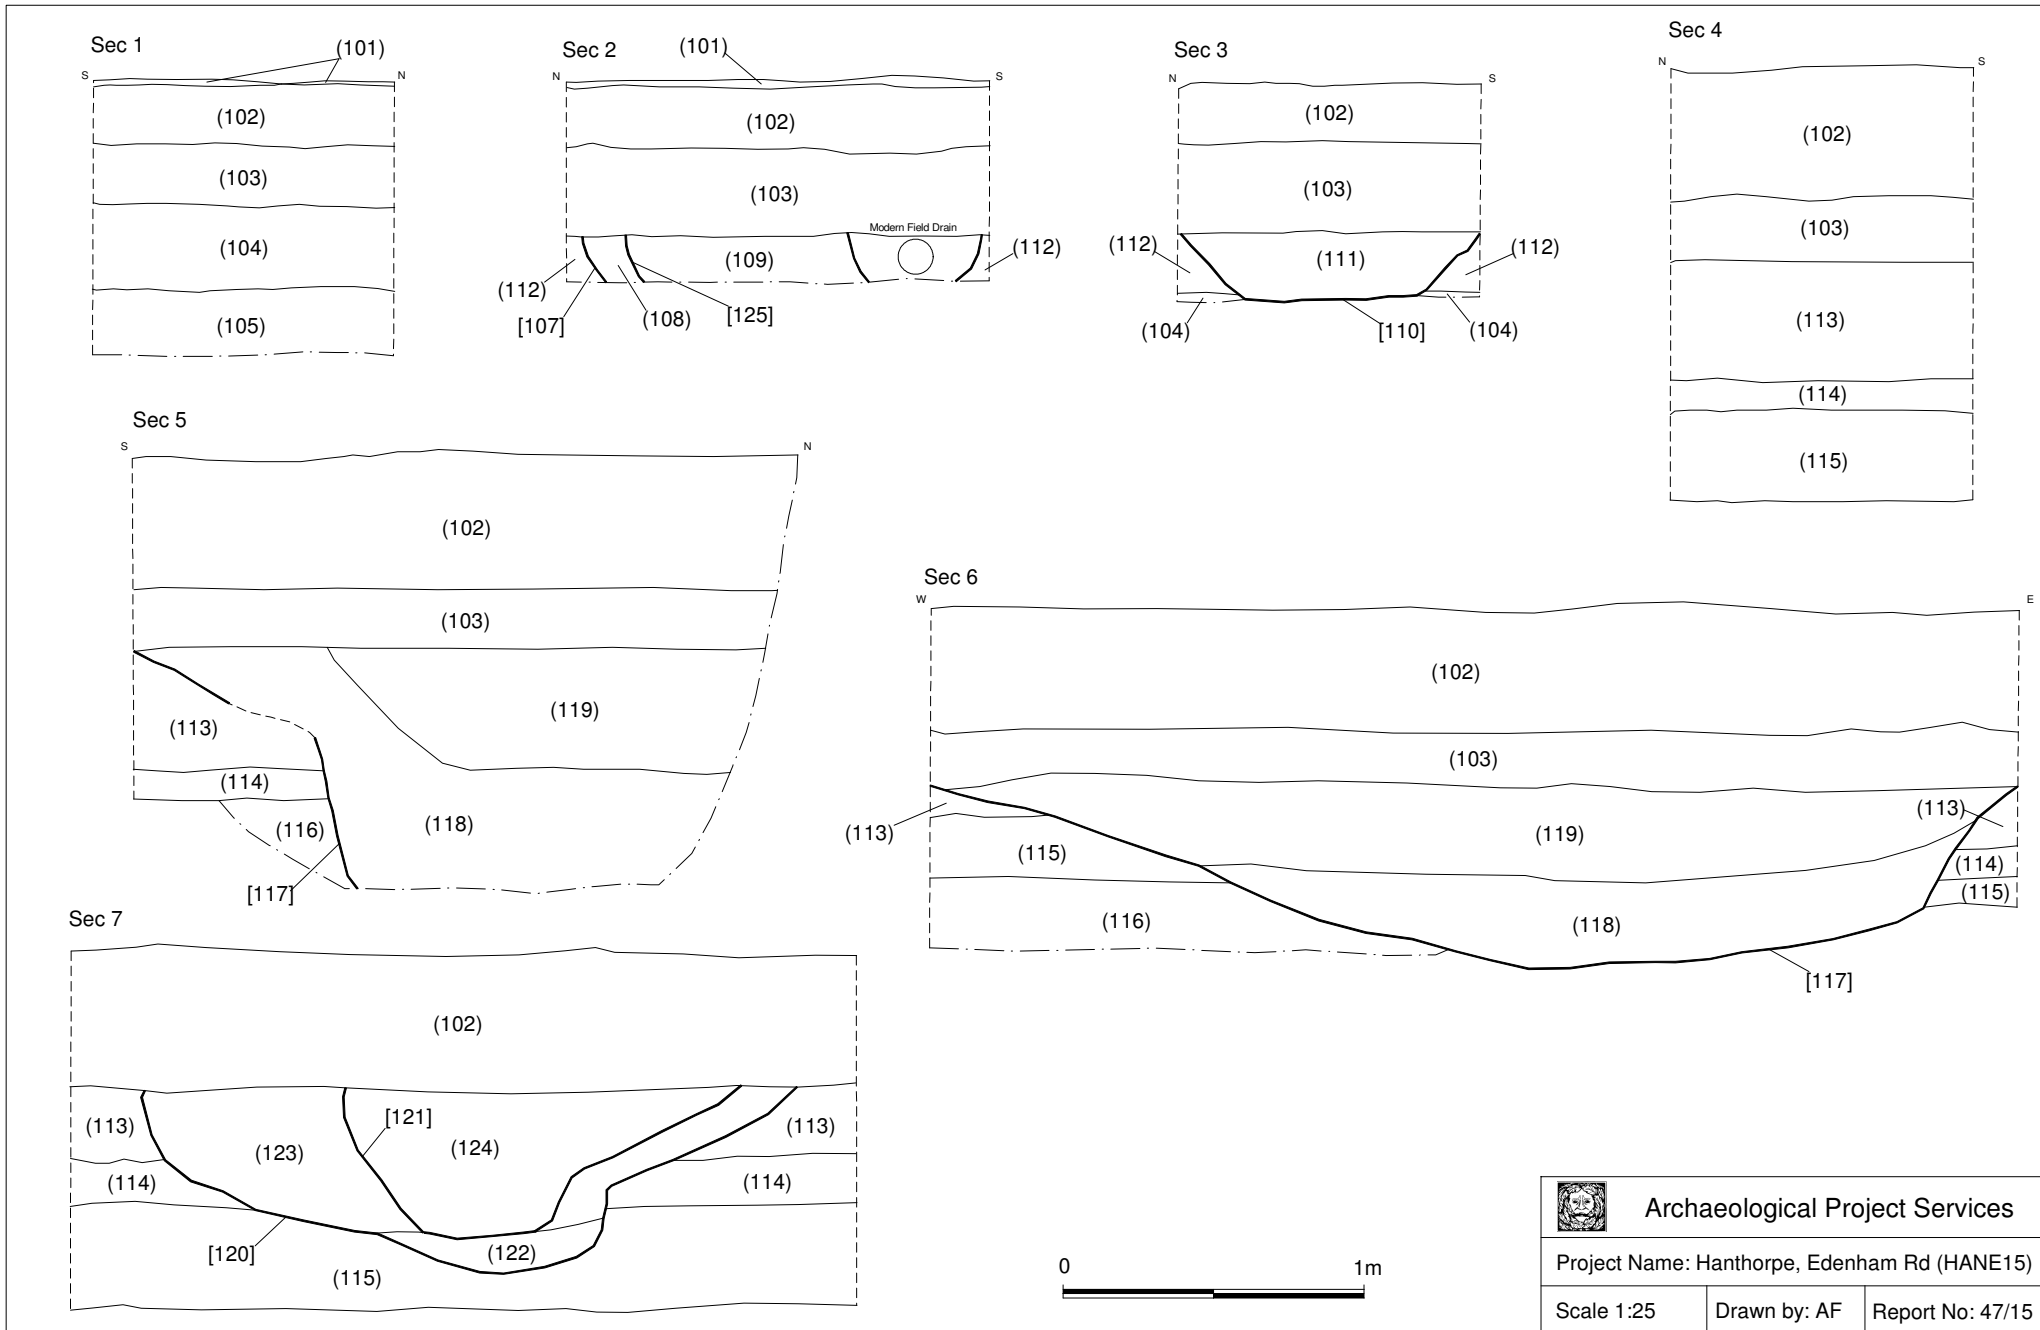 Sec 1
S
(101)
N
(102)
(103)
(104)
(105)
Sec 2
N
(101)
S
(102)
(103)
Modern Field Drain
(109)
(112)
(112)
[107]
(108)
[125]
Sec 3
N
S
(102)
(103)
(112)
(111)
(112)
(104)
[110]
(104)
Sec 4
N
S
(102)
(103)
(113)
(114)
(115)
Sec 5
S
N
(102)
(103)
(119)
(113)
(114)
(116)
(118)
[117]
Sec 6
W
E
(102)
(103)
(113)
(119)
(113)
(115)
(114)
(115)
(116)
(118)
[117]
Sec 7
(102)
(113)
[121]
(113)
(123)
(124)
(114)
(114)
[120]
(122)
(115)
0
1m
Archaeological Project Services
Project Name: Hanthorpe, Edenham Rd (HANE15)
Scale 1:25
Drawn by: AF
Report No: 47/15